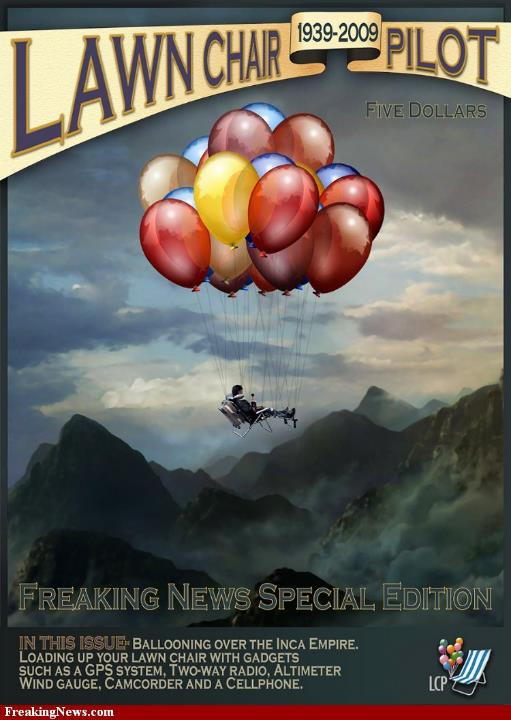 LAWN CHAIR 1939-2009 PILOT
FIVE DOLLARS
FREAKING NEWS SPECIAL EDITION
IN THIS ISSUE- BALLOONING OVER THE INCA EMPIRE.
LOADING UP YOUR LAWN CHAIR WITH GADGETS
SUCH AS A GPS SYSTEM, TWO-WAY RADIO, ALTIMETER
WIND GAUGE, CAMCORDER AND A CELLPHONE.
LCP
FreakingNews.com